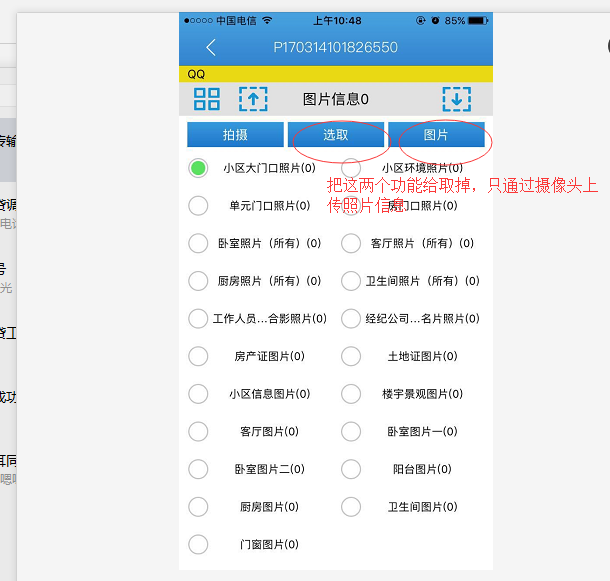 中国电信 上午10:48 85%
P170314101826550
QQ
图片信息0
拍摄 选取 图片
小区大门口照片(0) 小区环境照片(0)
把这两个功能给取掉，只通过摄像头上
传照片信息
单元门口照片(0) 房门口照片(0)
卧室照片（所有）(0) 客厅照片（所有）(0)
厨房照片（所有）(0) 卫生间照片（所有）(0)
工作人员...合影照片(0) 经纪公司...名片照片(0)
房产证图片(0) 土地证图片(0)
小区信息图片(0) 楼宇景观图片(0)
客厅图片(0) 卧室图片一(0)
卧室图片二(0) 阳台图片(0)
厨房图片(0) 卫生间图片(0)
门窗图片(0)
号
电
光
成功